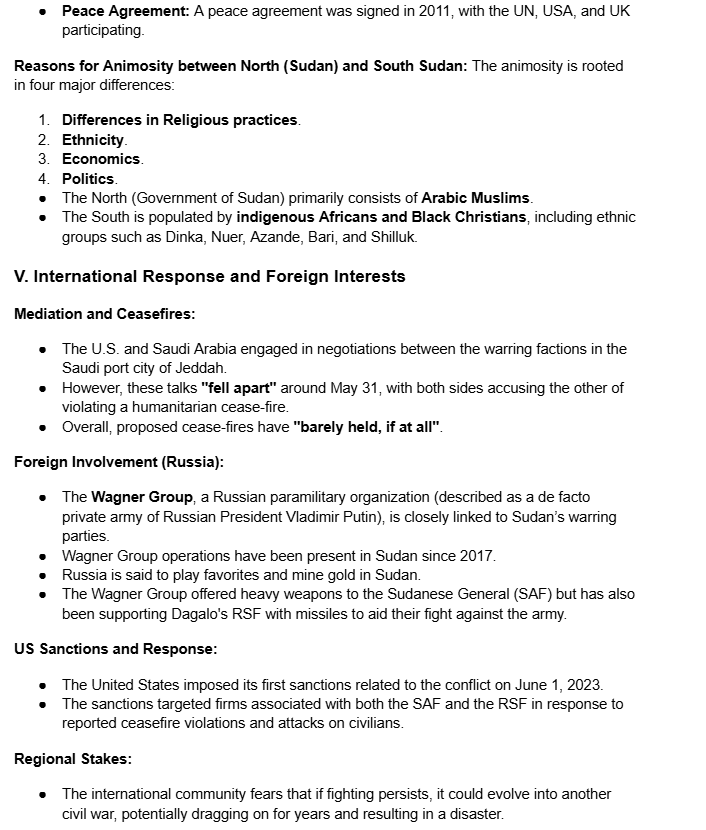 ● Peace Agreement: A peace agreement was signed in 2011, with the UN, USA, and UK
participating.
Reasons for Animosity between North (Sudan) and South Sudan: The animosity is rooted
in four major differences:
1. Differences in Religious practices.
2. Ethnicity.
3. Economics.
4. Politics.
● The North (Government of Sudan) primarily consists of Arabic Muslims.
● The South is populated by indigenous Africans and Black Christians, including ethnic
groups such as Dinka, Nuer, Azande, Bari, and Shilluk.
V. International Response and Foreign Interests
Mediation and Ceasefires:
● The U.S. and Saudi Arabia engaged in negotiations between the warring factions in the
Saudi port city of Jeddah.
● However, these talks "fell apart" around May 31, with both sides accusing the other of
violating a humanitarian cease-fire.
● Overall, proposed cease-fires have "barely held, if at all".
Foreign Involvement (Russia):
● The Wagner Group, a Russian paramilitary organization (described as a de facto
private army of Russian President Vladimir Putin), is closely linked to Sudan’s warring
parties.
● Wagner Group operations have been present in Sudan since 2017.
● Russia is said to play favorites and mine gold in Sudan.
● The Wagner Group offered heavy weapons to the Sudanese General (SAF) but has also
been supporting Dagalo's RSF with missiles to aid their fight against the army.
US Sanctions and Response:
● The United States imposed its first sanctions related to the conflict on June 1, 2023.
● The sanctions targeted firms associated with both the SAF and the RSF in response to
reported ceasefire violations and attacks on civilians.
Regional Stakes:
● The international community fears that if fighting persists, it could evolve into another
civil war, potentially dragging on for years and resulting in a disaster.